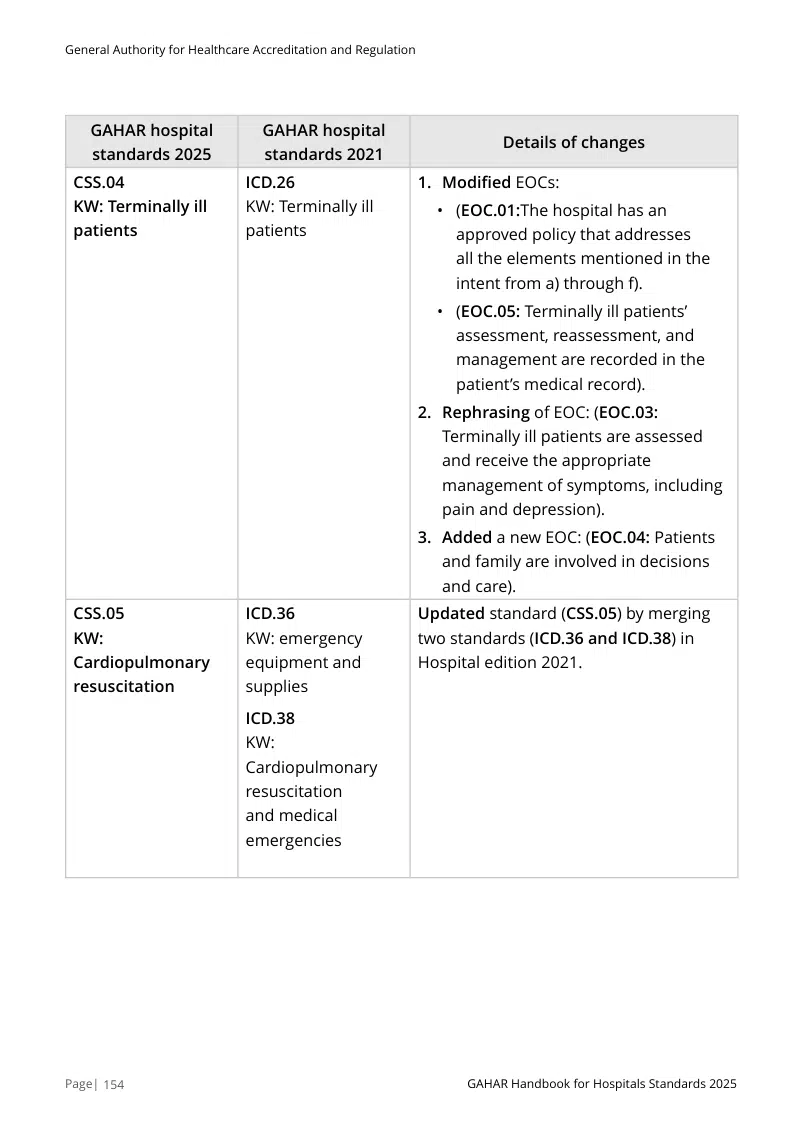 General Authority for Healthcare Accreditation and Regulation
GAHAR hospital
standards 2025
GAHAR hospital
standards 2021
Details of changes
CSS.04
KW: Terminally ill
patients
ICD.26
KW: Terminally ill
patients
1. Modified EOCs:
• (EOC.01:The hospital has an
approved policy that addresses
all the elements mentioned in the
intent from a) through f).
• (EOC.05: Terminally ill patients’
assessment, reassessment, and
management are recorded in the
patient’s medical record).
2. Rephrasing of EOC: (EOC.03:
Terminally ill patients are assessed
and receive the appropriate
management of symptoms, including
pain and depression).
3. Added a new EOC: (EOC.04: Patients
and family are involved in decisions
and care).
CSS.05
KW:
Cardiopulmonary
resuscitation
ICD.36
KW: emergency
equipment and
supplies
ICD.38
KW:
Cardiopulmonary
resuscitation
and medical
emergencies
Updated standard (CSS.05) by merging
two standards (ICD.36 and ICD.38) in
Hospital edition 2021.
Page| 154
GAHAR Handbook for Hospitals Standards 2025